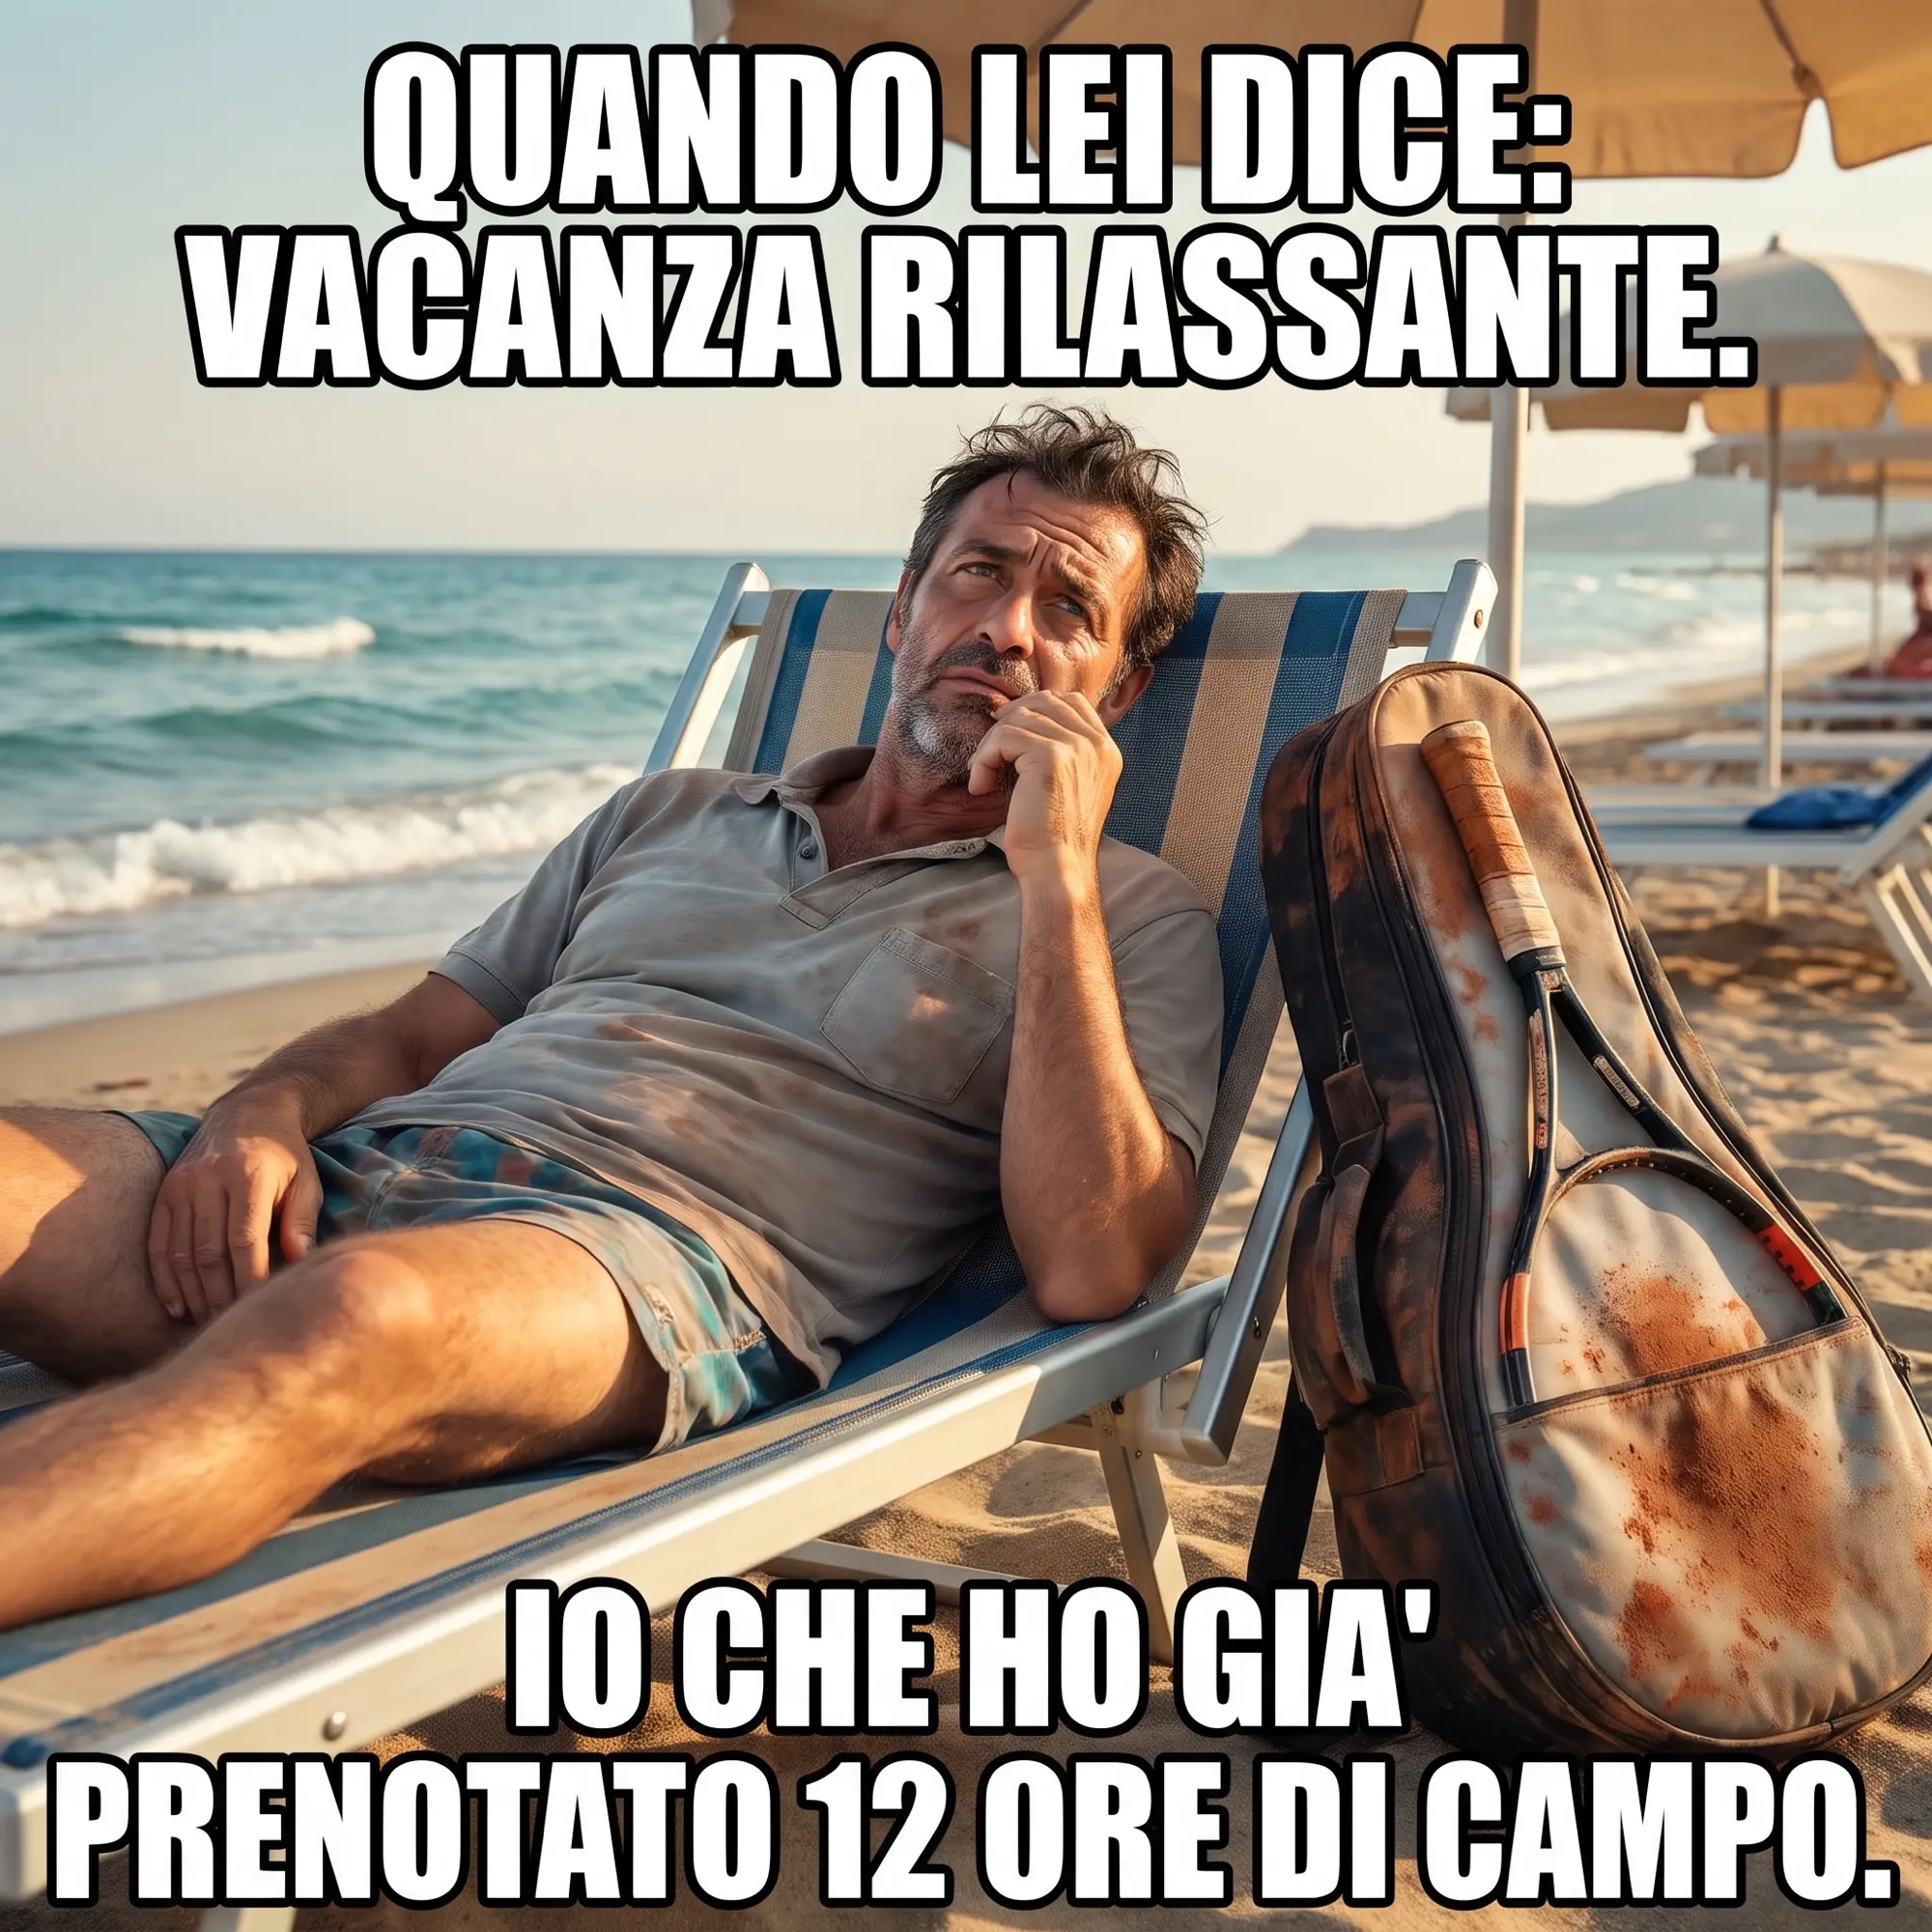 QUANDO LEI DICE:
VACANZA RILASSANTE.
IO CHE HO GIA'
PRENOTATO 12 ORE DI CAMPO.